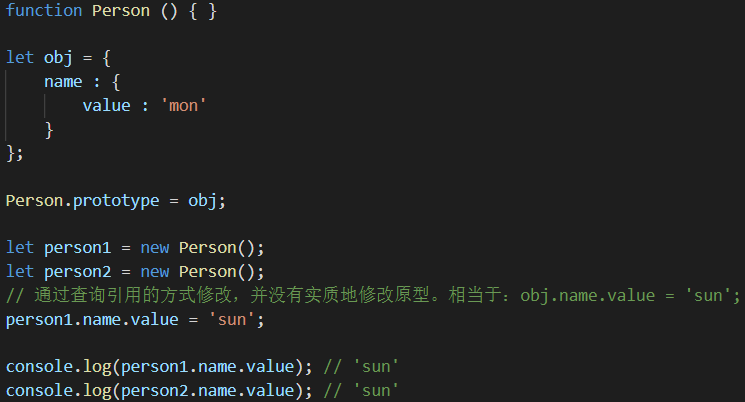 function Person () { }
let obj = {
name : {
value : 'mon'
}
};
Person.prototype = obj;
let person1 = new Person();
let person2 = new Person();
// 通过查询引用的方式修改，并没有实质地修改原型。相当于：obj.name.value = 'sun';
person1.name.value = 'sun';
console.log(person1.name.value); // 'sun'
console.log(person2.name.value); // 'sun'